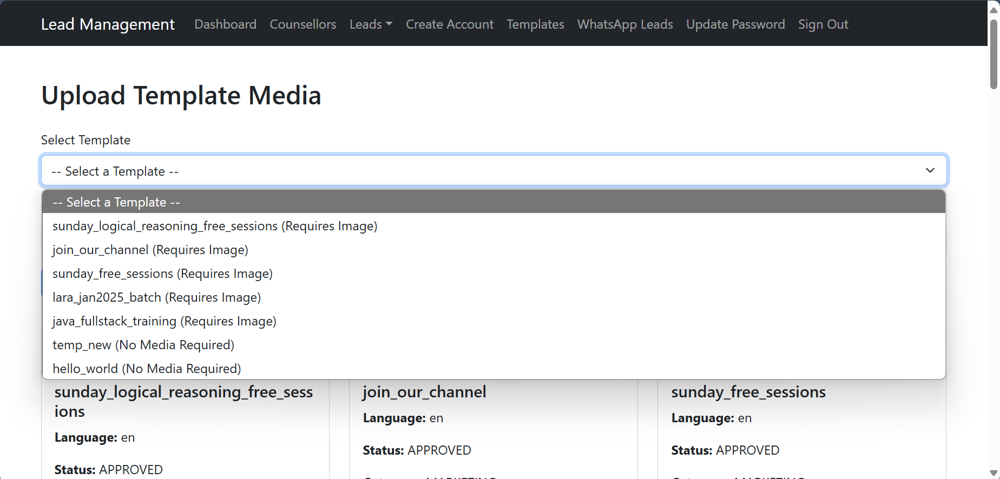 Lead Management Dashboard Counsellors Leads Create Account Templates WhatsApp Leads Update Password Sign Out
Upload Template Media
Select Template
-- Select a Template --
-- Select a Template --
sunday_logical_reasoning_free_sessions (Requires Image)
join_our_channel (Requires Image)
sunday_free_sessions (Requires Image)
lara_jan2025_batch (Requires Image)
java_fullstack_training (Requires Image)
temp_new (No Media Required)
hello_world (No Media Required)
sunday_logical_reasoning_free_sess
ions
Language: en
Status: APPROVED
join_our_channel
Language: en
Status: APPROVED
sunday_free_sessions
Language: en
Status: APPROVED